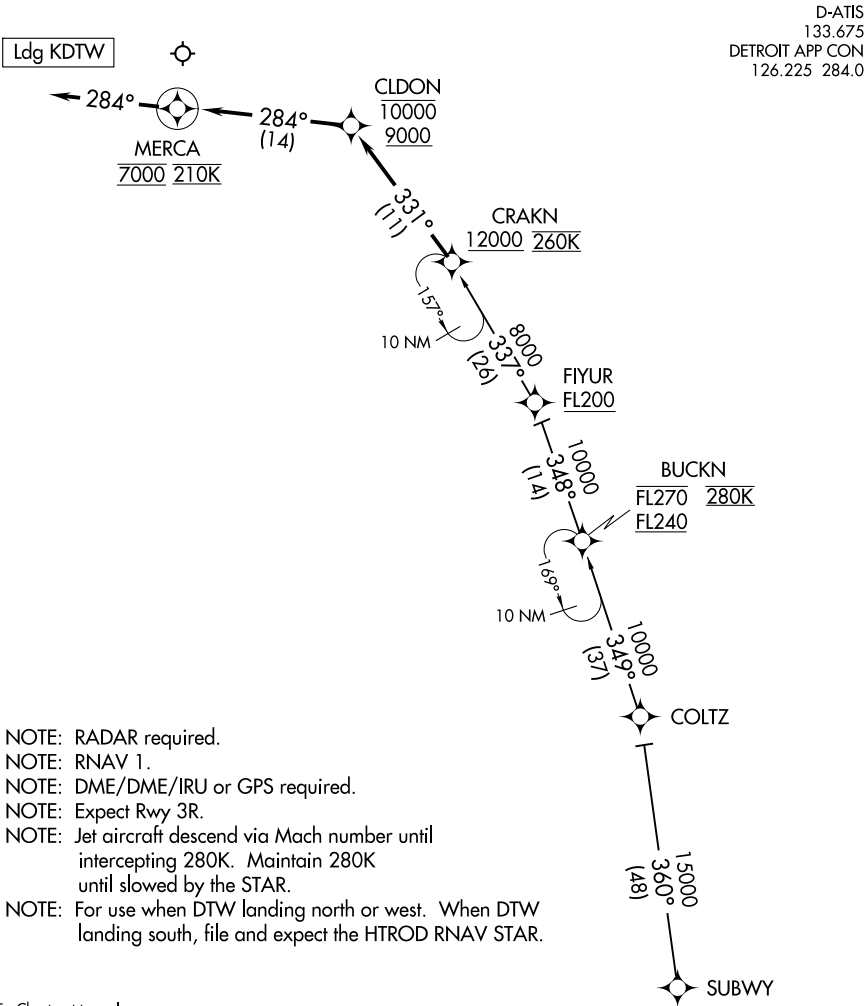 D-ATIS
133.675
DETROIT APP CON
126.225 284.0
Ldg KDTW
CLDON
10000
9000
284°
284°
(14)
MERCA
7000 210K
331°
(11)
CRAKN
12000 260K
157°
10 NM
8000
337°
(26)
FIYUR
FL200
10000
348°
(14)
BUCKN
FL270 280K
FL240
169°
10 NM
10000
349°
(37)
COLTZ
NOTE: RADAR required.
NOTE: RNAV 1.
NOTE: DME/DME/IRU or GPS required.
NOTE: Expect Rwy 3R.
NOTE: Jet aircraft descend via Mach number until
intercepting 280K. Maintain 280K
until slowed by the STAR.
NOTE: For use when DTW landing north or west. When DTW
landing south, file and expect the HTROD RNAV STAR.
15000
360°
(48)
SUBWY